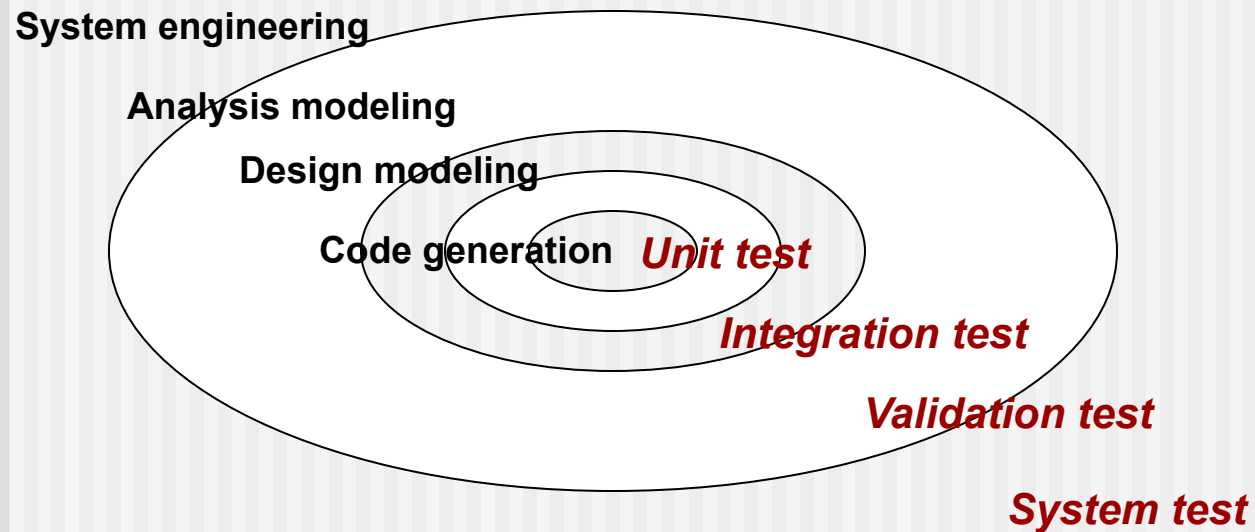 System engineering
Analysis modeling
Design modeling
Code generation
Unit test
Integration test
Validation test
System test